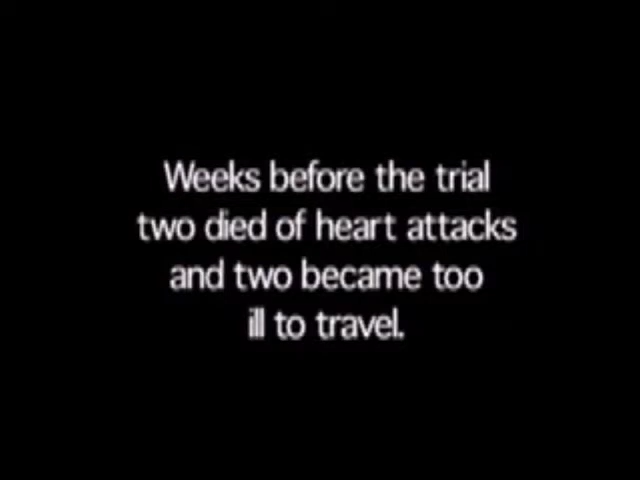 Weeks before the trial
two died of heart attacks
and two became too
ill to travel.